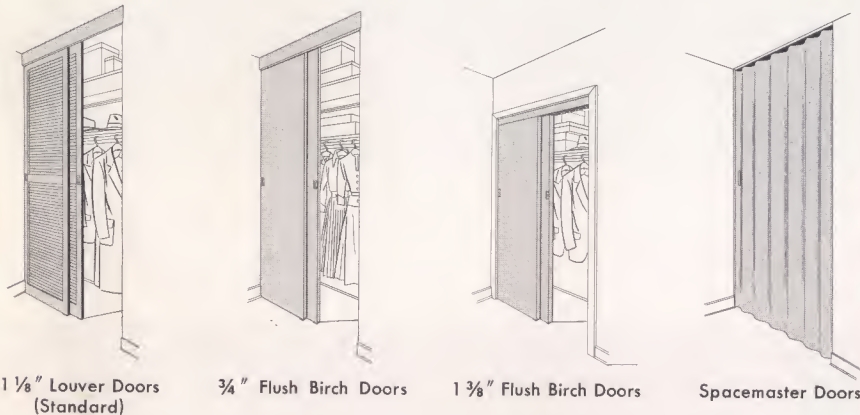 1 ⅛" Louver Doors
(Standard)
¾" Flush Birch Doors
1 ⅜" Flush Birch Doors
Spacemaster Doors